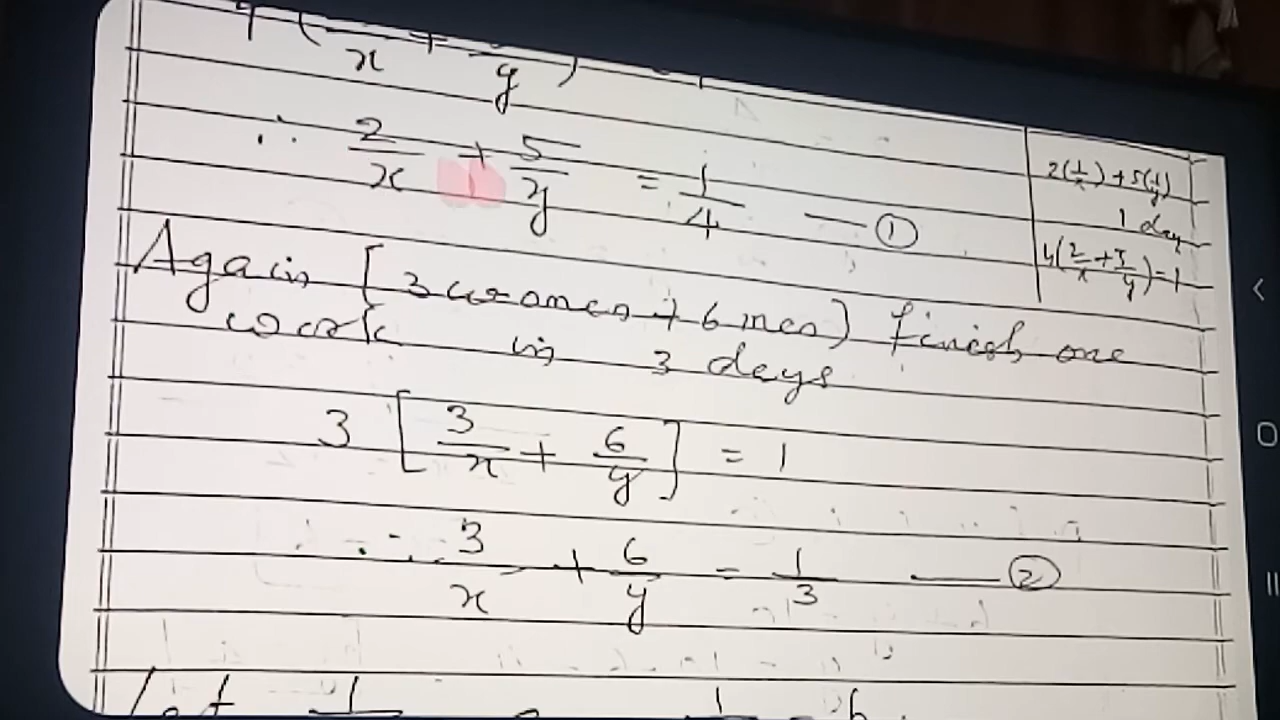 x + y)
∴ 2/x + 5/y = 1/4 — ①
2(1/x) + 5(1/y)
1 day
4(2/x + 5/y) = 1
Again [3 women + 6 men) finish one
work in 3 days
3 [3/x + 6/y] = 1
∴ 3/x + 6/y = 1/3 — ②
Let 1